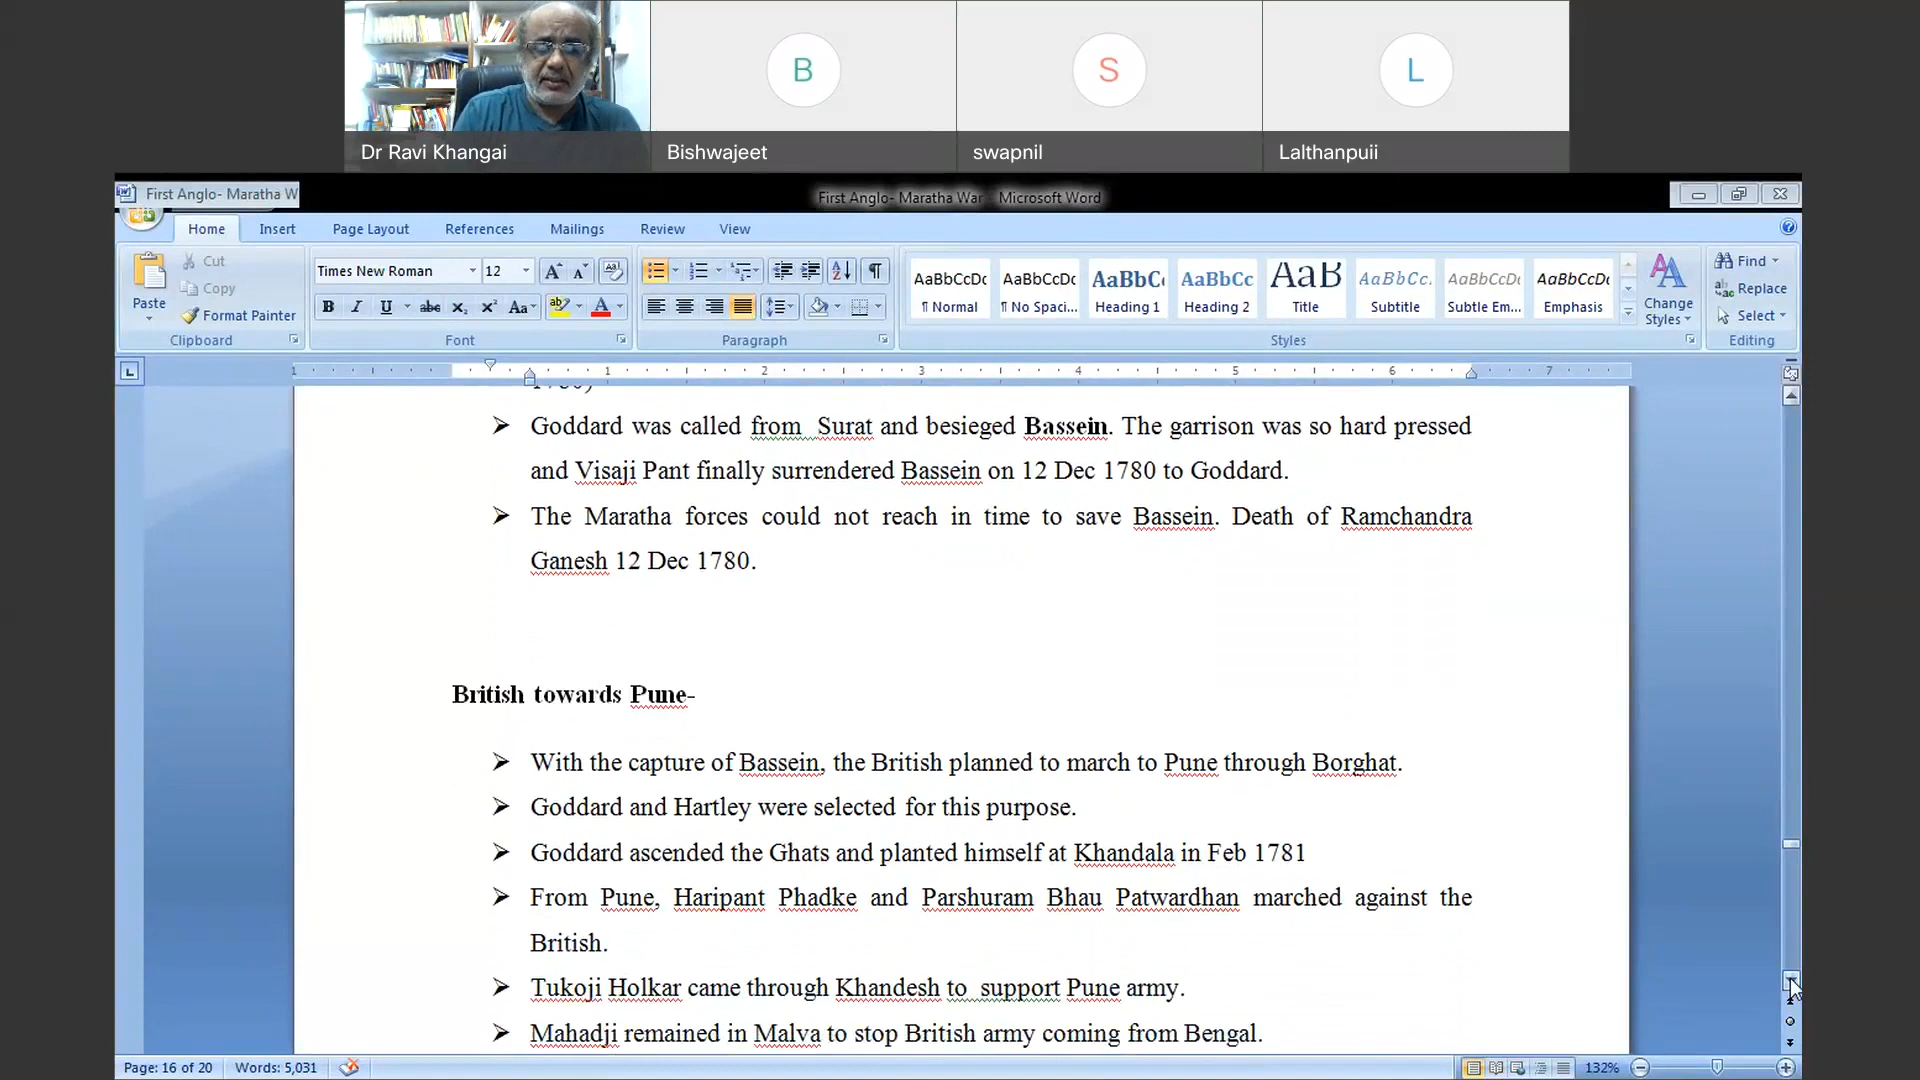 B
S
L
Dr Ravi Khangai
Bishwajeet
swapnil
Lalthanpuii
First Anglo- Maratha W
First Anglo- Maratha War - Microsoft Word
Home Insert Page Layout References Mailings Review View
Paste
Cut
Copy
Format Painter
Clipboard
Times New Roman 12
Font
Paragraph
AaBbCcDc AaBbCcDc AaBbC AaBbCc AaB AaBbCc. AaBbCcDc AaBbCcDc
¶ Normal ¶ No Spaci... Heading 1 Heading 2 Title Subtitle Subtle Em... Emphasis
Change Styles
Styles
Find
Replace
Select
Editing
1 1 2 3 4 5 6 7
➢ Goddard was called from Surat and besieged Bassein. The garrison was so hard pressed
and Visaji Pant finally surrendered Bassein on 12 Dec 1780 to Goddard.
➢ The Maratha forces could not reach in time to save Bassein. Death of Ramchandra
Ganesh 12 Dec 1780.
British towards Pune-
➢ With the capture of Bassein, the British planned to march to Pune through Borghat.
➢ Goddard and Hartley were selected for this purpose.
➢ Goddard ascended the Ghats and planted himself at Khandala in Feb 1781
➢ From Pune, Haripant Phadke and Parshuram Bhau Patwardhan marched against the
British.
➢ Tukoji Holkar came through Khandesh to support Pune army.
➢ Mahadji remained in Malva to stop British army coming from Bengal.
Page: 16 of 20 Words: 5,031 132%